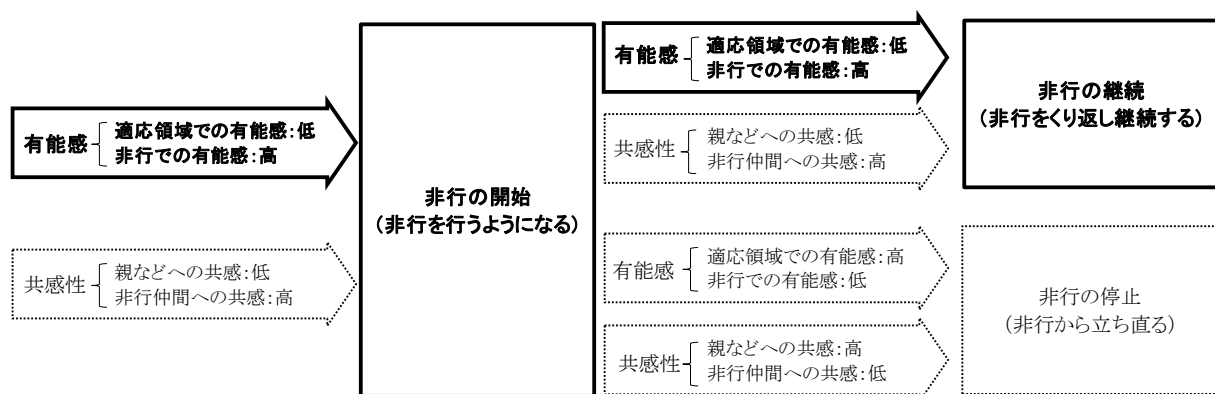 有能感
適応領域での有能感:低
非行での有能感:高
共感性
親などへの共感:低
非行仲間への共感:高
非行の開始
(非行を行うようになる)
有能感
適応領域での有能感:低
非行での有能感:高
共感性
親などへの共感:低
非行仲間への共感:高
有能感
適応領域での有能感:高
非行での有能感:低
共感性
親などへの共感:高
非行仲間への共感:低
非行の継続
(非行をくり返し継続する)
非行の停止
(非行から立ち直る)